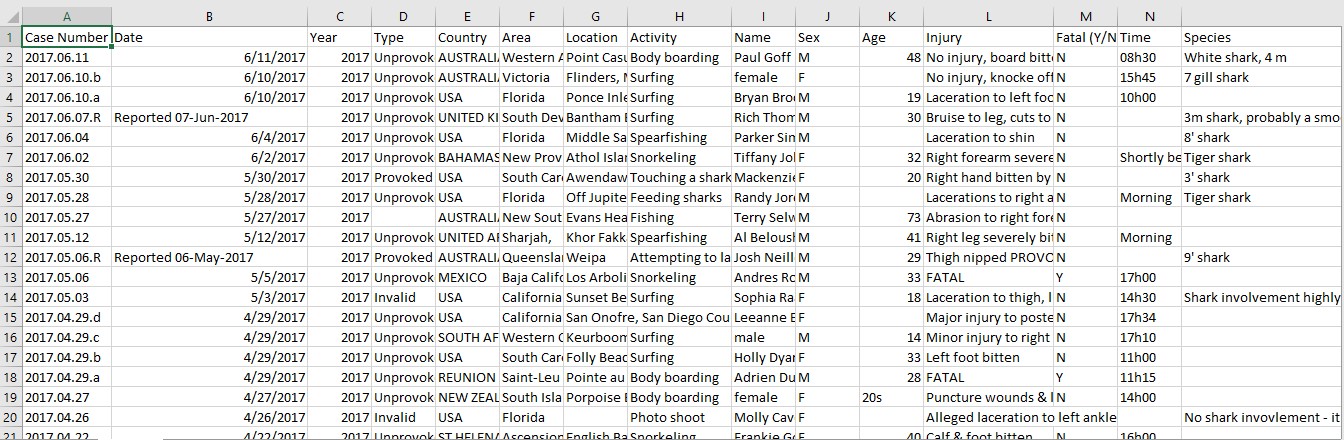 A B C D E F G H I J K L M N
1 Case Number Date Year Type Country Area Location Activity Name Sex Age Injury Fatal (Y/N Time Species
2 2017.06.11 6/11/2017 2017 Unprovok AUSTRALI Western A Point Casu Body boarding Paul Goff M 48 No injury, board bitt N 08h30 White shark, 4 m
3 2017.06.10.b 6/10/2017 2017 Unprovok AUSTRALI Victoria Flinders, M Surfing female F No injury, knocke off N 15h45 7 gill shark
4 2017.06.10.a 6/10/2017 2017 Unprovok USA Florida Ponce Inle Surfing Bryan Bro M 19 Laceration to left foo N 10h00
5 2017.06.07.R Reported 07-Jun-2017 2017 Unprovok UNITED KI South Dev Bantham B Surfing Rich Thom M 30 Bruise to leg, cuts to N 3m shark, probably a smo
6 2017.06.04 6/4/2017 2017 Unprovok USA Florida Middle Sa Spearfishing Parker Sim M Laceration to shin N 8' shark
7 2017.06.02 6/2/2017 2017 Unprovok BAHAMAS New Prov Athol Islan Snorkeling Tiffany Jo F 32 Right forearm severe N Shortly be Tiger shark
8 2017.05.30 5/30/2017 2017 Provoked USA South Car Awendaw Touching a shark Mackenzi F 20 Right hand bitten by N 3' shark
9 2017.05.28 5/28/2017 2017 Unprovok USA Florida Off Jupite Feeding sharks Randy Jor M Lacerations to right a N Morning Tiger shark
10 2017.05.27 5/27/2017 2017 AUSTRALI New Sout Evans Hea Fishing Terry Selw M 73 Abrasion to right for N
11 2017.05.12 5/12/2017 2017 Unprovok UNITED AR Sharjah, Khor Fakk Spearfishing Al Belous M 41 Right leg severely bit N Morning
12 2017.05.06.R Reported 06-May-2017 2017 Provoked AUSTRALI Queensla Weipa Attempting to la Josh Neill M 29 Thigh nipped PROVO N 9' shark
13 2017.05.06 5/5/2017 2017 Unprovok MEXICO Baja Calif Los Arboli Snorkeling Andres Ro M 33 FATAL Y 17h00
14 2017.05.03 5/3/2017 2017 Invalid USA California Sunset Be Surfing Sophia Ra F 18 Laceration to thigh, l N 14h30 Shark involvement highly
15 2017.04.29.d 4/29/2017 2017 Unprovok USA California San Onofre, San Diego Cou Leeanne E F Major injury to poste N 17h34
16 2017.04.29.c 4/29/2017 2017 Unprovok SOUTH AF Western C Keurboom Surfing male M 14 Minor injury to right N 17h10
17 2017.04.29.b 4/29/2017 2017 Unprovok USA South Car Folly Beac Surfing Holly Dyar F 33 Left foot bitten N 11h00
18 2017.04.29.a 4/29/2017 2017 Unprovok REUNION Saint-Leu Pointe au Body boarding Adrien Du M 28 FATAL Y 11h15
19 2017.04.27 4/27/2017 2017 Unprovok NEW ZEAL South Isla Porpoise B Body boarding female F 20s Puncture wounds & l N 14h00
20 2017.04.26 4/26/2017 2017 Invalid USA Florida Photo shoot Molly Cav F Alleged laceration to left ankle No shark invovlement - it
21 2017.04.22 4/22/2017 2017 Unprovok ST HELENA Ascension English Ba Snorkeling Frankie Go F 40 Calf & foot bitten N 16h00